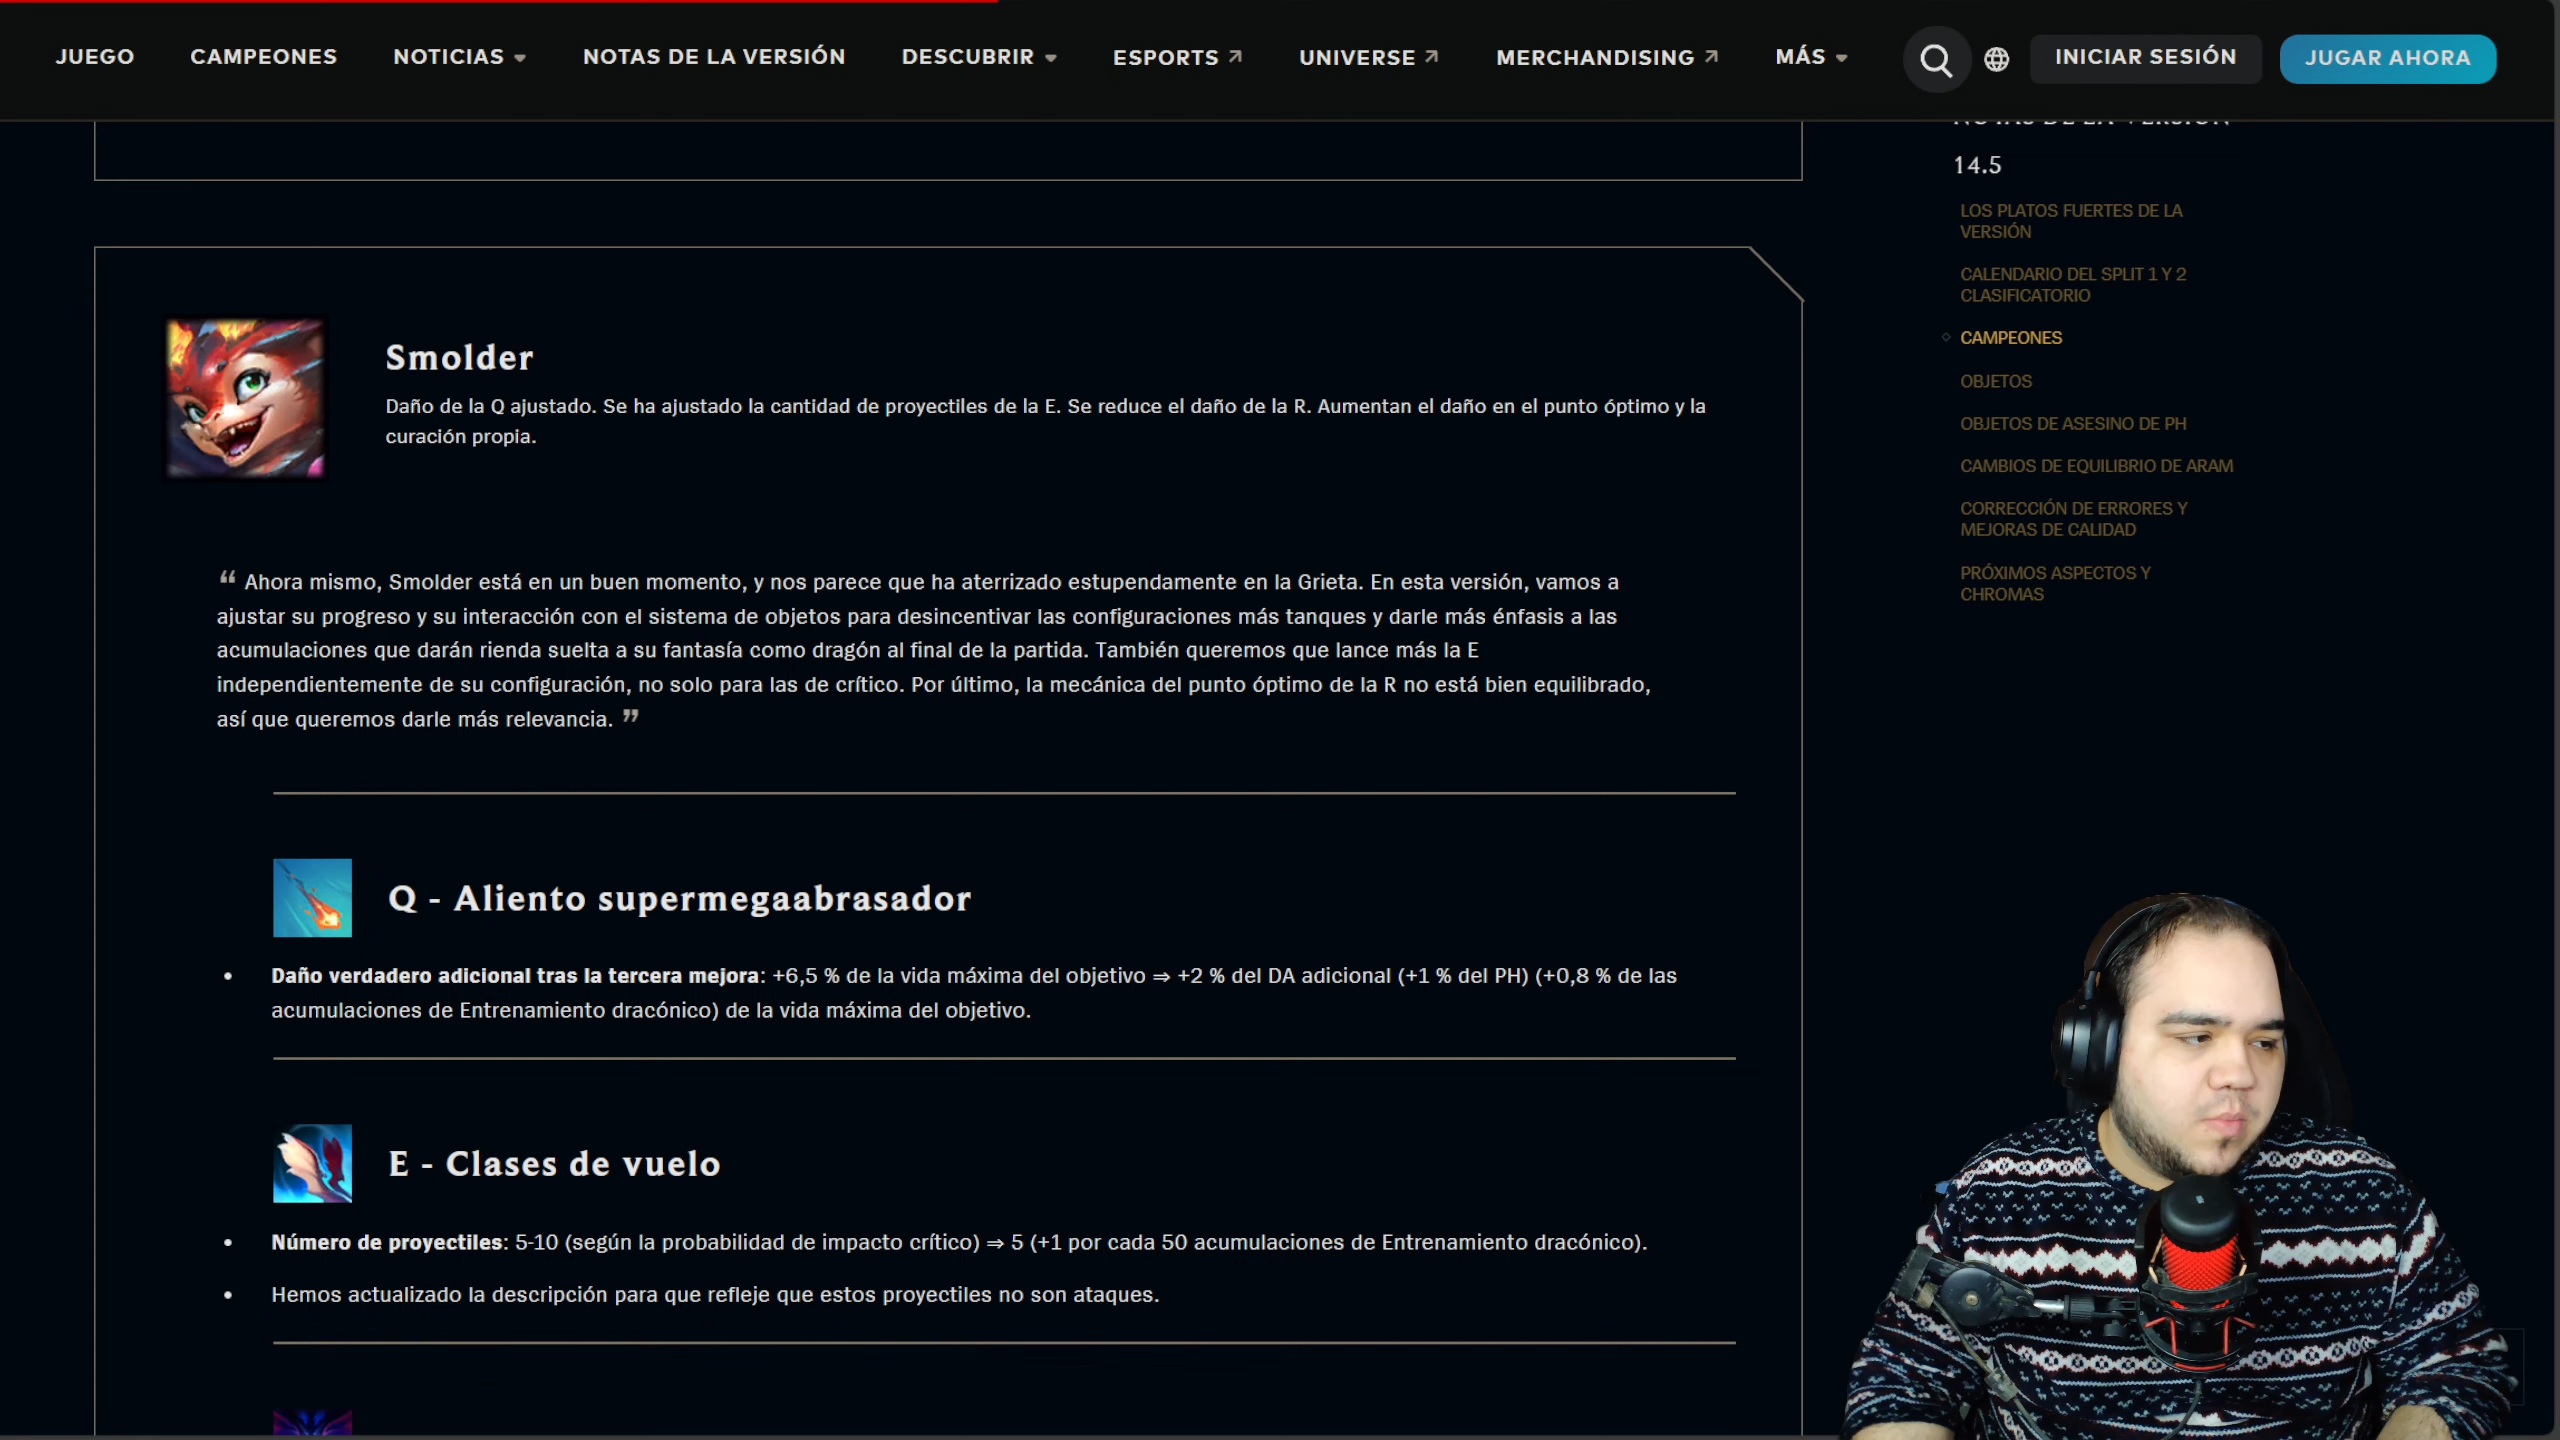 JUEGO CAMPEONES NOTICIAS NOTAS DE LA VERSIÓN DESCUBRIR ESPORTS UNIVERSE MERCHANDISING MÁS INICIAR SESIÓN JUGAR AHORA
Smolder
Daño de la Q ajustado. Se ha ajustado la cantidad de proyectiles de la E. Se reduce el daño de la R. Aumentan el daño en el punto óptimo y la
curación propia.
“ Ahora mismo, Smolder está en un buen momento, y nos parece que ha aterrizado estupendamente en la Grieta. En esta versión, vamos a
ajustar su progreso y su interacción con el sistema de objetos para desincentivar las configuraciones más tanques y darle más énfasis a las
acumulaciones que darán rienda suelta a su fantasía como dragón al final de la partida. También queremos que lance más la E
independientemente de su configuración, no solo para las de crítico. Por último, la mecánica del punto óptimo de la R no está bien equilibrado,
así que queremos darle más relevancia. ”
Q - Aliento supermegaabrasador
• Daño verdadero adicional tras la tercera mejora: +6,5 % de la vida máxima del objetivo ⇒ +2 % del DA adicional (+1 % del PH) (+0,8 % de las
acumulaciones de Entrenamiento dracónico) de la vida máxima del objetivo.
E - Clases de vuelo
• Número de proyectiles: 5-10 (según la probabilidad de impacto crítico) ⇒ 5 (+1 por cada 50 acumulaciones de Entrenamiento dracónico).
• Hemos actualizado la descripción para que refleje que estos proyectiles no son ataques.
NOTAS DE LA VERSIÓN
14.5
LOS PLATOS FUERTES DE LA
VERSIÓN
CALENDARIO DEL SPLIT 1 Y 2
CLASIFICATORIO
CAMPEONES
OBJETOS
OBJETOS DE ASESINO DE PH
CAMBIOS DE EQUILIBRIO DE ARAM
CORRECCIÓN DE ERRORES Y
MEJORAS DE CALIDAD
PRÓXIMOS ASPECTOS Y
CHROMAS